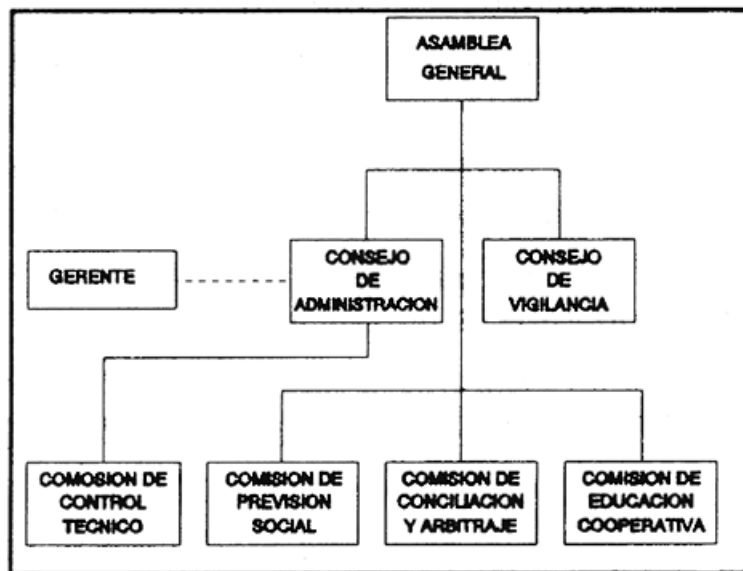 ASAMBLEA
GENERAL
GERENTE
CONSEJO
DE
ADMINISTRACION
CONSEJO
DE
VIGILANCIA
COMOSION DE
CONTROL
TECNICO
COMISION DE
PREVISION
SOCIAL
COMISION DE
CONCILIACION
Y ARBITRAJE
COMISION DE
EDUCACION
COOPERATIVA